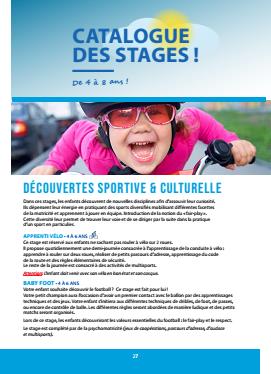 CATALOGUE
DES STAGES !
De 4 à 8 ans !
DÉCOUVERTES SPORTIVE & CULTURELLE
Dans ces stages, les enfants découvrent de nouvelles disciplines afin d'assouvir leur curiosité.
Ils dépensent leur énergie en pratiquant des sports diversifiés mobilisant différentes facettes
de la motricité et apprennent à jouer en équipe. Introduction de la notion du «fair-play».
Cette diversité leur permet de trouver leur voie et de se diriger par la suite dans la pratique
d'un sport en particulier.
APPRENTI VÉLO • 4 À 6 ANS
Ce stage est réservé aux enfants ne sachant pas rouler à vélo sur 2 roues.
Il propose quotidiennement une demi-journée consacrée à l'apprentissage de la conduite à vélo :
apprendre à rouler sur deux roues, réaliser de petits parcours d'adresse, apprentissage du code
de la route et des règles élémentaires de sécurité.
Le reste de la journée est consacré à des activités de multisports.
Attention l'enfant doit venir avec son vélo en bon état et son casque.
BABY FOOT • 4 À 6 ANS
Votre enfant souhaite découvrir le football ? Ce stage est fait pour lui !
Votre petit champion aura l'occasion d'avoir un premier contact avec le ballon par des apprentissages
techniques et des jeux. Votre enfant s'initiera aux différentes techniques de dribles, de foot, de passes,
ou encore de contrôle de balle. Les différentes règles seront abordées de manière ludique et des petits
matchs seront organisés.
Lors de ce stage, les enfants découvriront les valeurs essentielles du football : le fair-play et le respect.
Le stage est complété par de la psychomotricité (jeux de coopérations, parcours d'adresse, d'audace
et multisports).
27